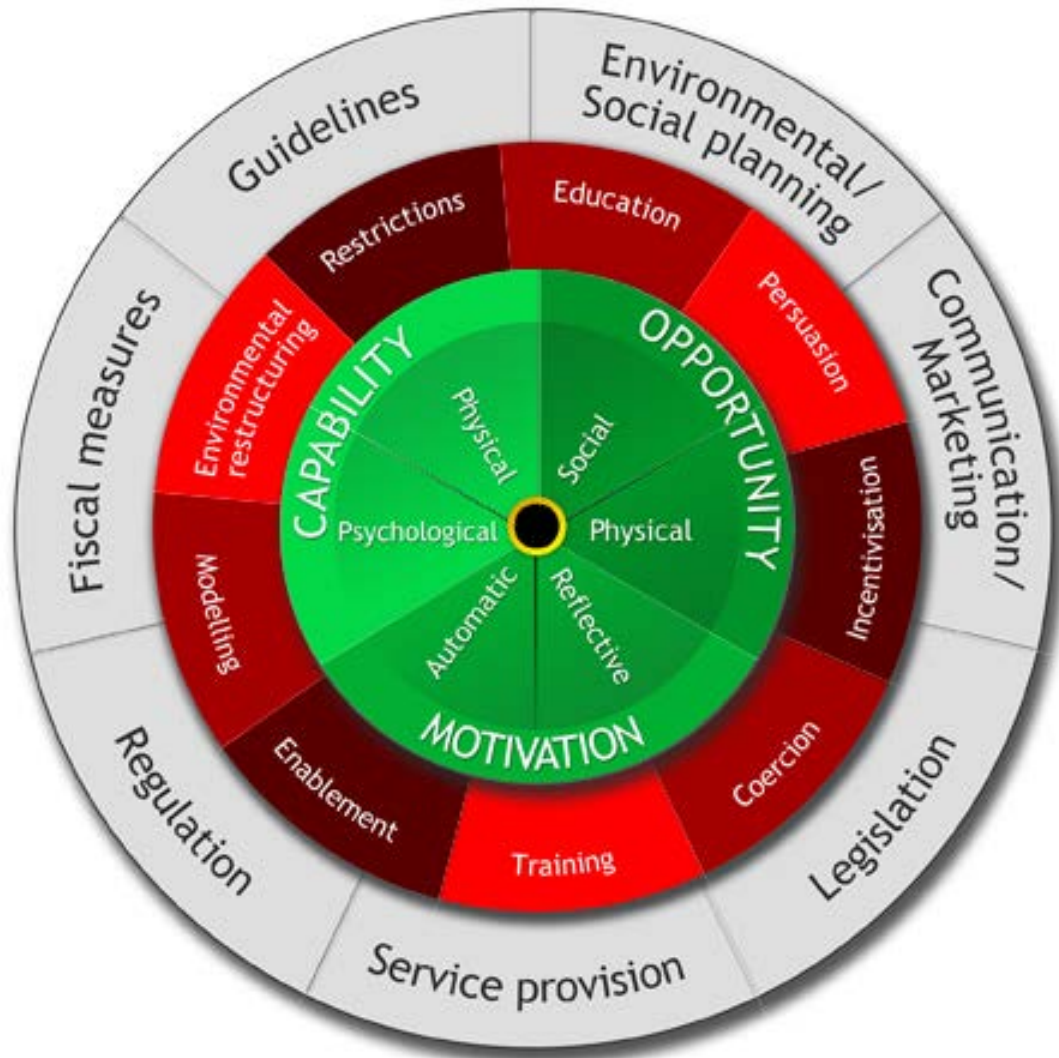 Guidelines
Environmental/
Social planning
Communication/
Marketing
Legislation
Service provision
Regulation
Fiscal measures
Restrictions
Education
Persuasion
Incentivisation
Coercion
Training
Enablement
Modelling
Environmental
restructuring
CAPABILITY
OPPORTUNITY
MOTIVATION
Physical
Social
Psychological
Physical
Automatic
Reflective